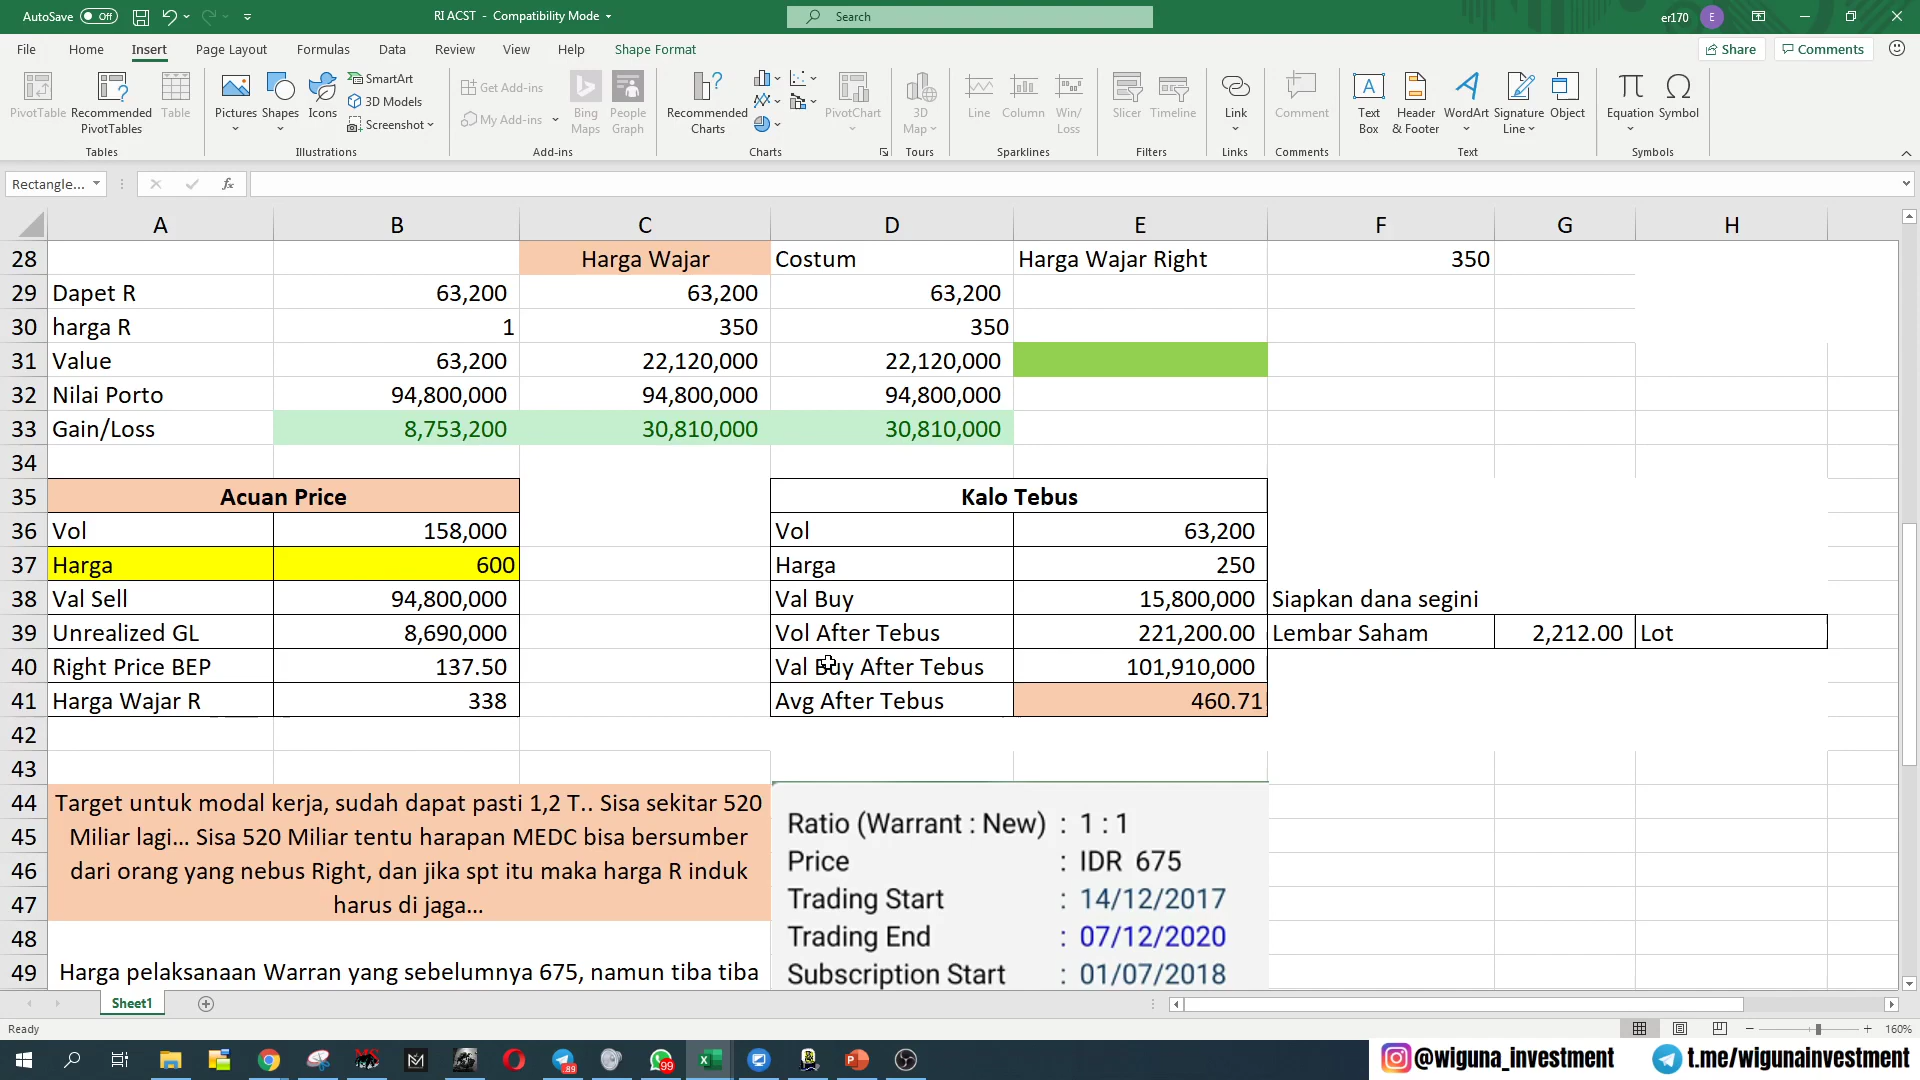 AutoSave Off
RI ACST - Compatibility Mode
Search
er170
E
File Home Insert Page Layout Formulas Data Review View Help Shape Format
Share Comments
PivotTable
Recommended PivotTables
Table
Tables
Pictures
Shapes
Icons
SmartArt
3D Models
Screenshot
Illustrations
Get Add-ins
My Add-ins
Bing Maps
People Graph
Add-ins
Recommended Charts
PivotChart
Charts
3D Map
Tours
Line
Column
Win/ Loss
Sparklines
Slicer
Timeline
Filters
Link
Links
Comment
Comments
Text Box
Header & Footer
WordArt
Signature Line
Object
Text
Equation
Symbol
Symbols
Rectangle...
fx
A B C D E F G H
28 Harga Wajar Costum Harga Wajar Right 350
29 Dapet R 63,200 63,200 63,200
30 harga R 1 350 350
31 Value 63,200 22,120,000 22,120,000
32 Nilai Porto 94,800,000 94,800,000 94,800,000
33 Gain/Loss 8,753,200 30,810,000 30,810,000
34
35 Acuan Price Kalo Tebus
36 Vol 158,000 Vol 63,200
37 Harga 600 Harga 250
38 Val Sell 94,800,000 Val Buy 15,800,000 Siapkan dana segini
39 Unrealized GL 8,690,000 Vol After Tebus 221,200.00 Lembar Saham 2,212.00 Lot
40 Right Price BEP 137.50 Val Buy After Tebus 101,910,000
41 Harga Wajar R 338 Avg After Tebus 460.71
42
43
44 Target untuk modal kerja, sudah dapat pasti 1,2 T.. Sisa sekitar 520
45 Miliar lagi... Sisa 520 Miliar tentu harapan MEDC bisa bersumber
46 dari orang yang nebus Right, dan jika spt itu maka harga R induk
47 harus di jaga...
48
49 Harga pelaksanaan Warran yang sebelumnya 675, namun tiba tiba
Ratio (Warrant : New) : 1 : 1
Price : IDR 675
Trading Start : 14/12/2017
Trading End : 07/12/2020
Subscription Start : 01/07/2018
Sheet1
Ready
160%
89
99
@wiguna_investment
t.me/wigunainvestment